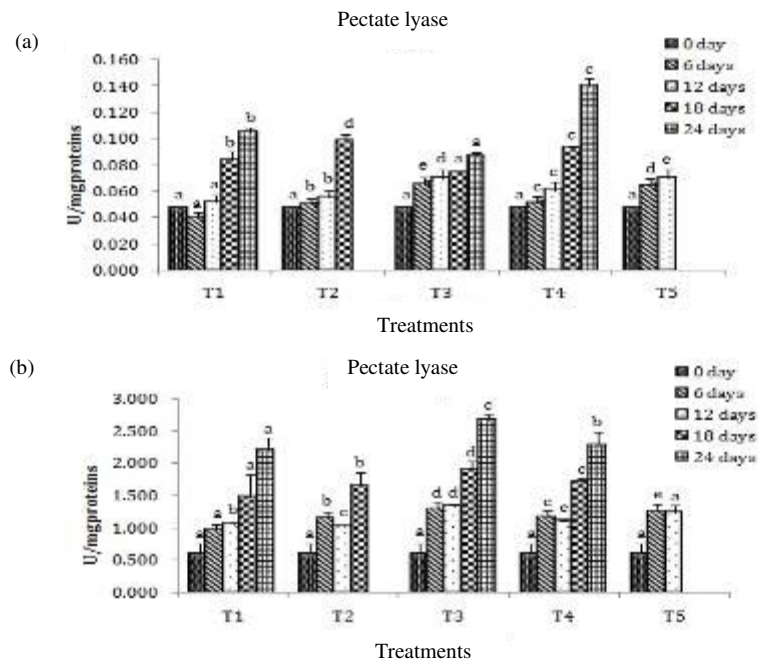 Pectate lyase
(a)
0.160
0.140
0.120
0.100
0.080
0.060
0.040
0.020
0.000
U/mgproteins
a a a b b
a b b d
a e d a a
a c c c c
a d e
T1 T2 T3 T4 T5
Treatments
0 day
6 days
12 days
18 days
24 days
(b)
Pectate lyase
3.000
2.500
2.000
1.500
1.000
0.500
0.000
U/mgproteins
a a b a a
a b c b
a d d d c
a c e c b
a e a
T1 T2 T3 T4 T5
Treatments
0 day
6 days
12 days
18 days
24 days